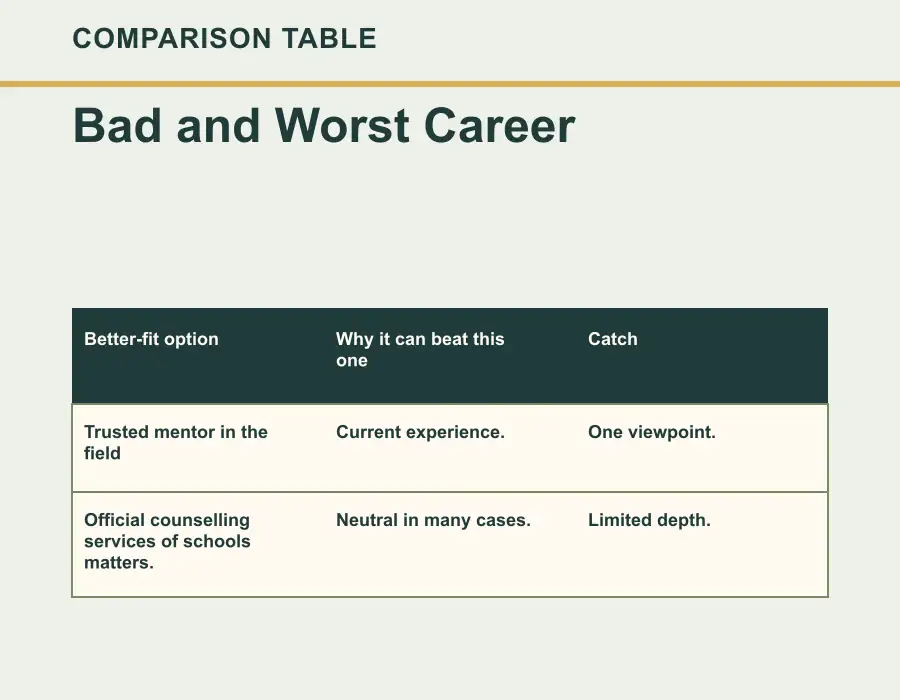 COMPARISON TABLE
Bad and Worst Career
Better-fit option
Why it can beat this
one
Catch
Trusted mentor in the
field
Current experience.
One viewpoint.
Official counselling
services of schools
matters.
Neutral in many cases.
Limited depth.